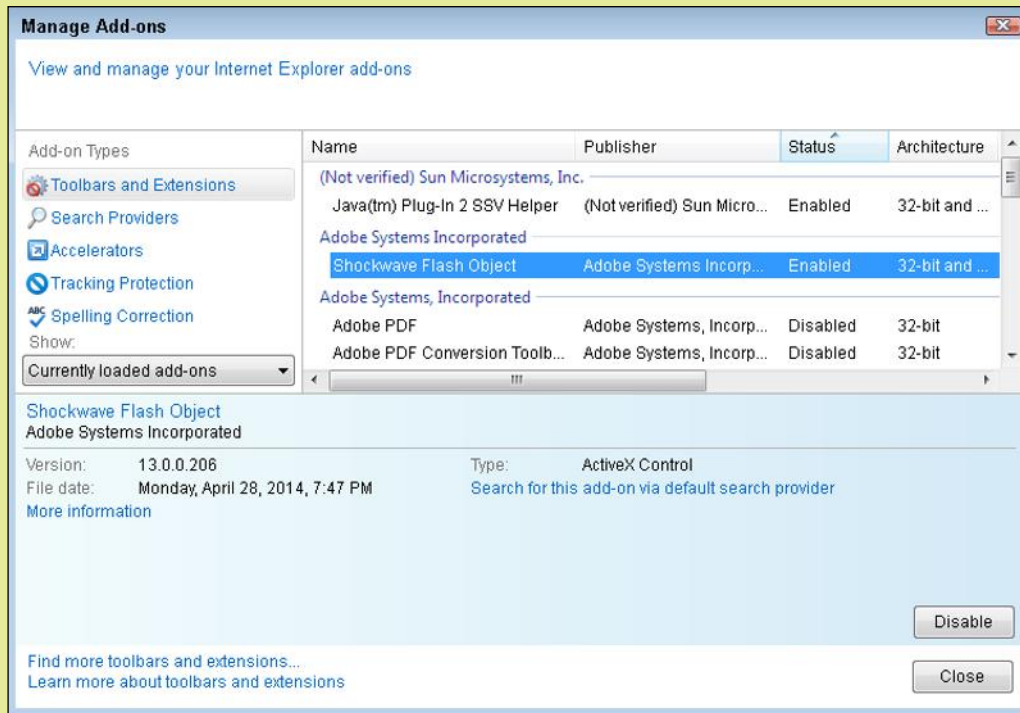 Manage Add-ons
View and manage your Internet Explorer add-ons
Add-on Types
Toolbars and Extensions
Search Providers
Accelerators
Tracking Protection
ABC Spelling Correction
Show:
Currently loaded add-ons
Name Publisher Status Architecture
(Not verified) Sun Microsystems, Inc.
Java(tm) Plug-In 2 SSV Helper (Not verified) Sun Micro... Enabled 32-bit and ...
Adobe Systems Incorporated
Shockwave Flash Object Adobe Systems Incorp... Enabled 32-bit and ...
Adobe Systems, Incorporated
Adobe PDF Adobe Systems, Incorp... Disabled 32-bit
Adobe PDF Conversion Toolb... Adobe Systems, Incorp... Disabled 32-bit
Shockwave Flash Object
Adobe Systems Incorporated
Version: 13.0.0.206 Type: ActiveX Control
File date: Monday, April 28, 2014, 7:47 PM Search for this add-on via default search provider
More information
Disable
Find more toolbars and extensions...
Learn more about toolbars and extensions
Close